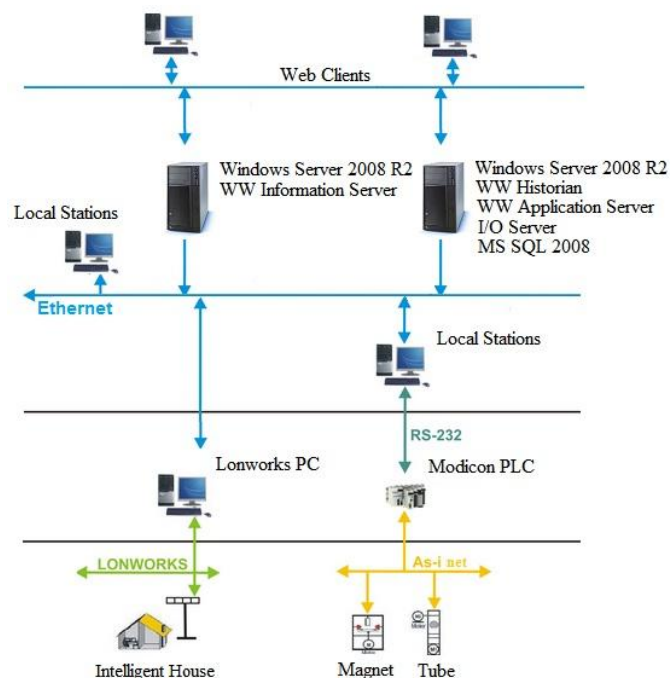 Web Clients
Windows Server 2008 R2
WW Information Server
Windows Server 2008 R2
WW Historian
WW Application Server
I/O Server
MS SQL 2008
Local Stations
Ethernet
Local Stations
RS-232
Lonworks PC
Modicon PLC
LONWORKS
As-i net
Intelligent House
Magnet
Tube